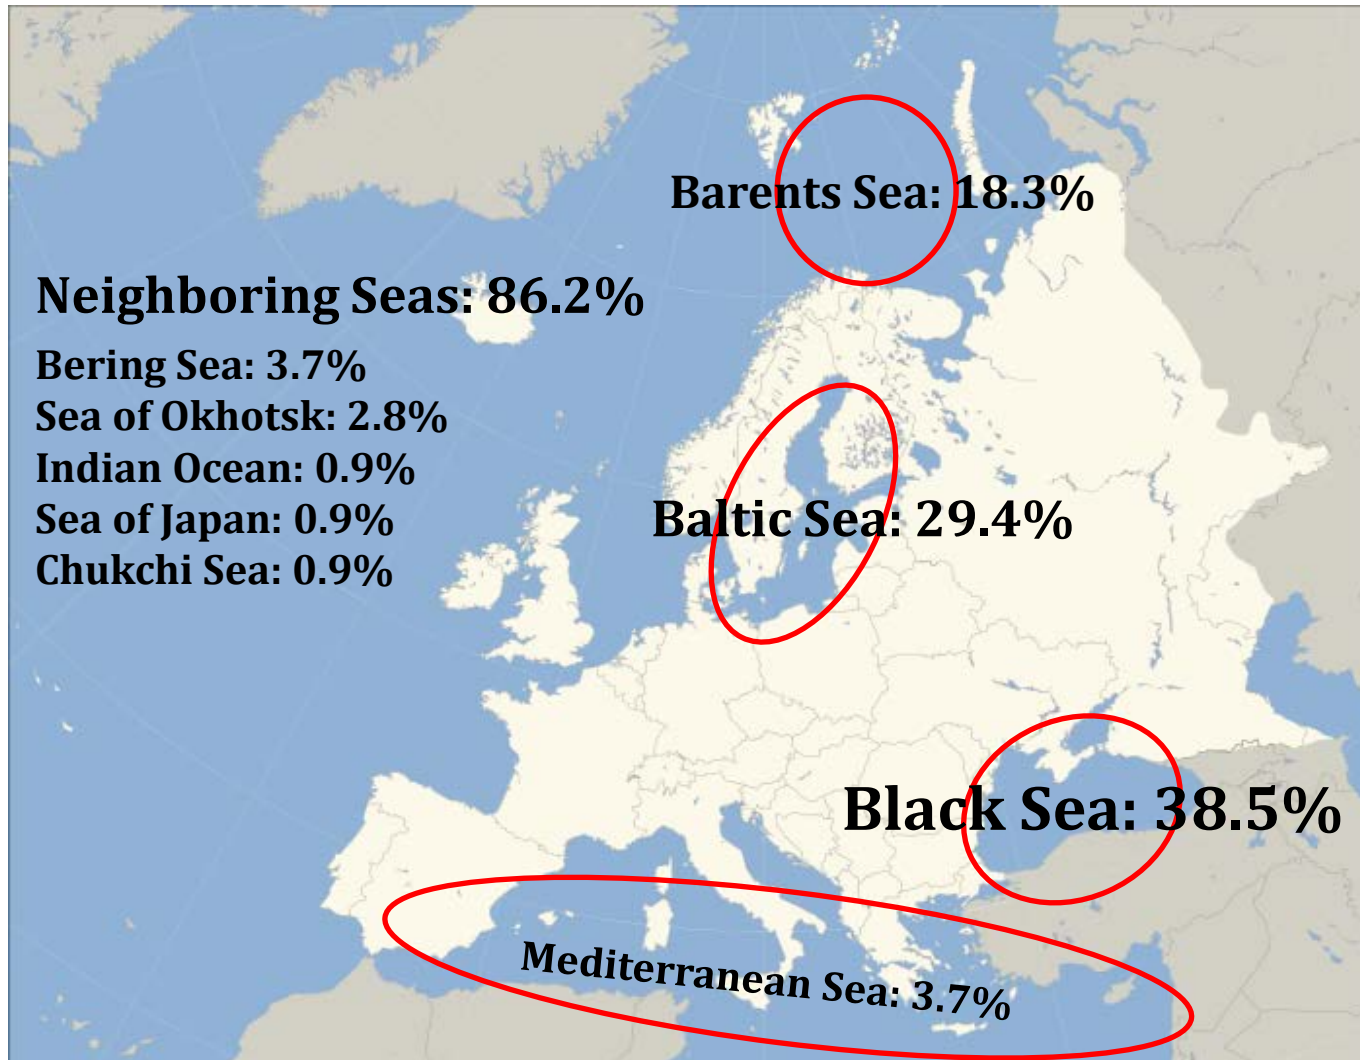 Barents Sea: 18.3%
Neighboring Seas: 86.2%
Bering Sea: 3.7%
Sea of Okhotsk: 2.8%
Indian Ocean: 0.9%
Sea of Japan: 0.9%
Chukchi Sea: 0.9%
Baltic Sea: 29.4%
Black Sea: 38.5%
Mediterranean Sea: 3.7%